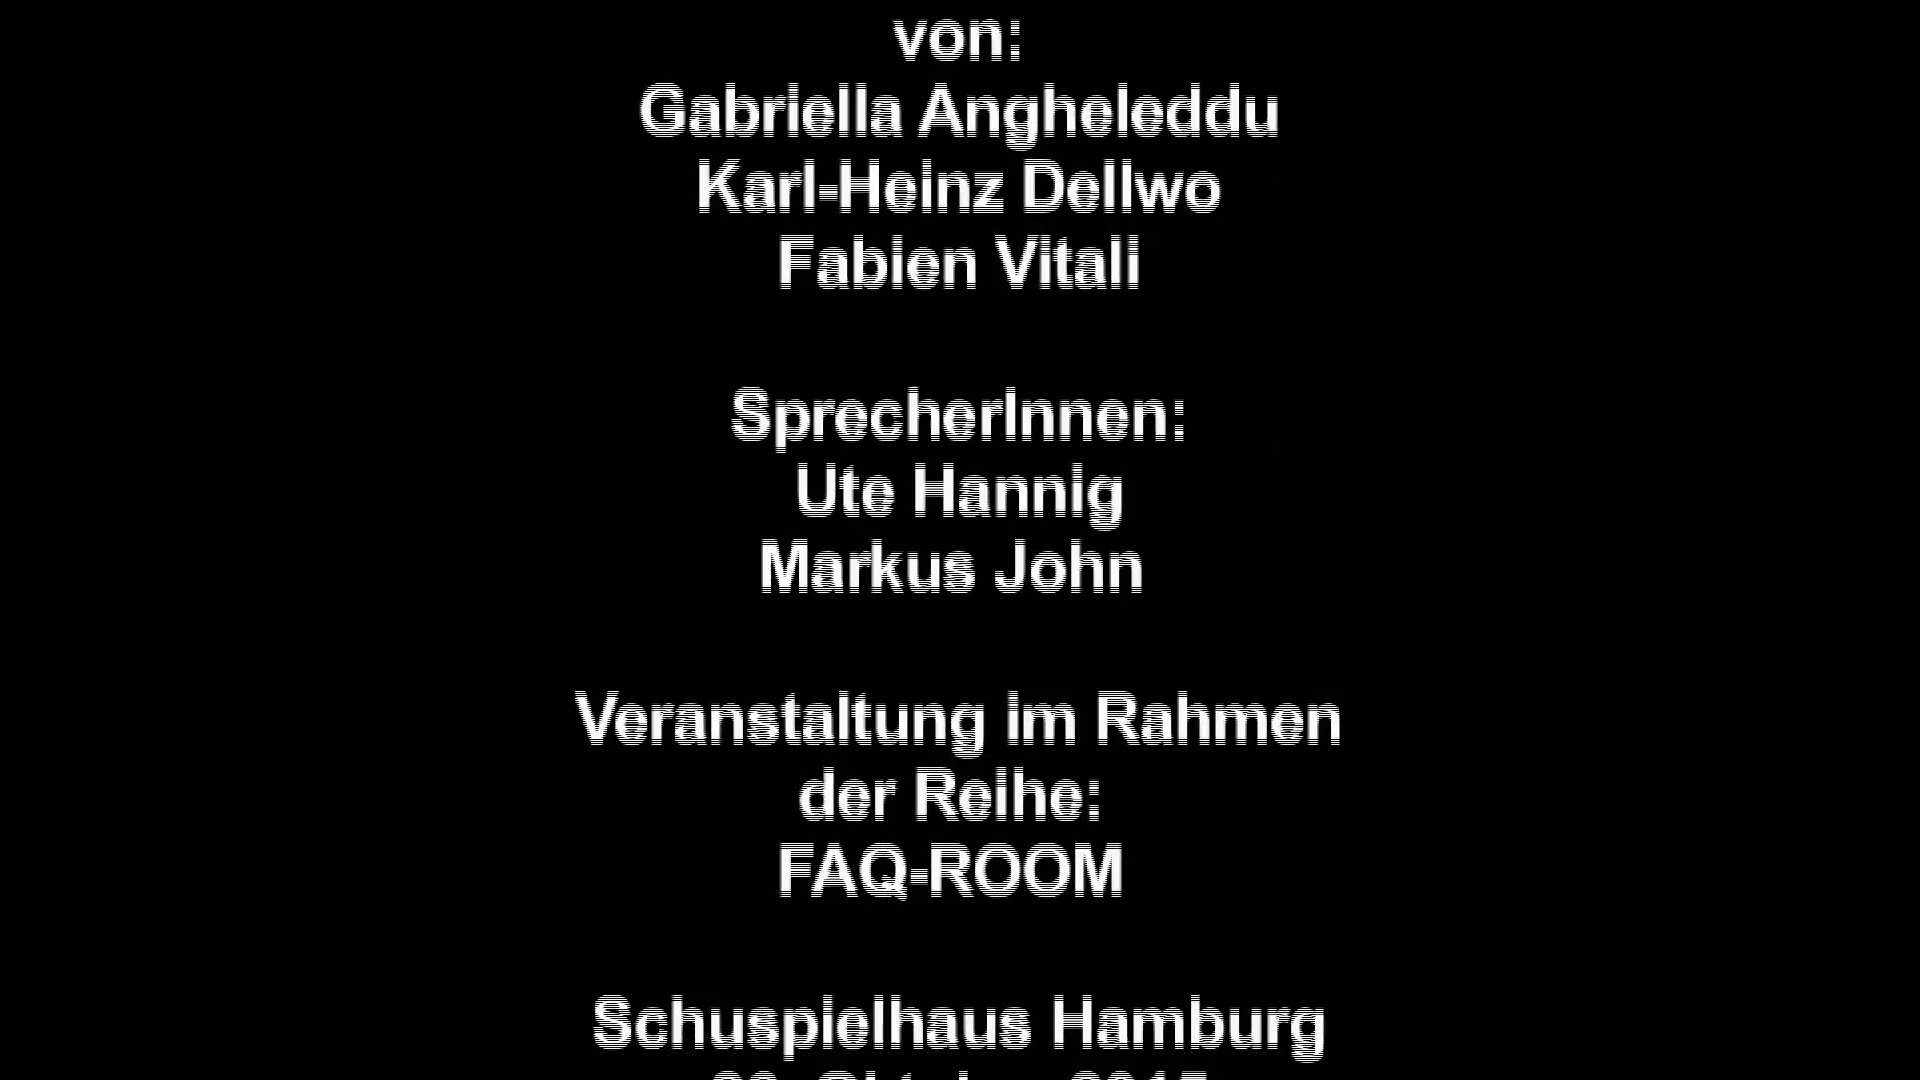 von:
Gabriella Angheleddu
Karl-Heinz Dellwo
Fabien Vitali
SprecherInnen:
Ute Hannig
Markus John
Veranstaltung im Rahmen
der Reihe:
FAQ-ROOM
Schuspielhaus Hamburg